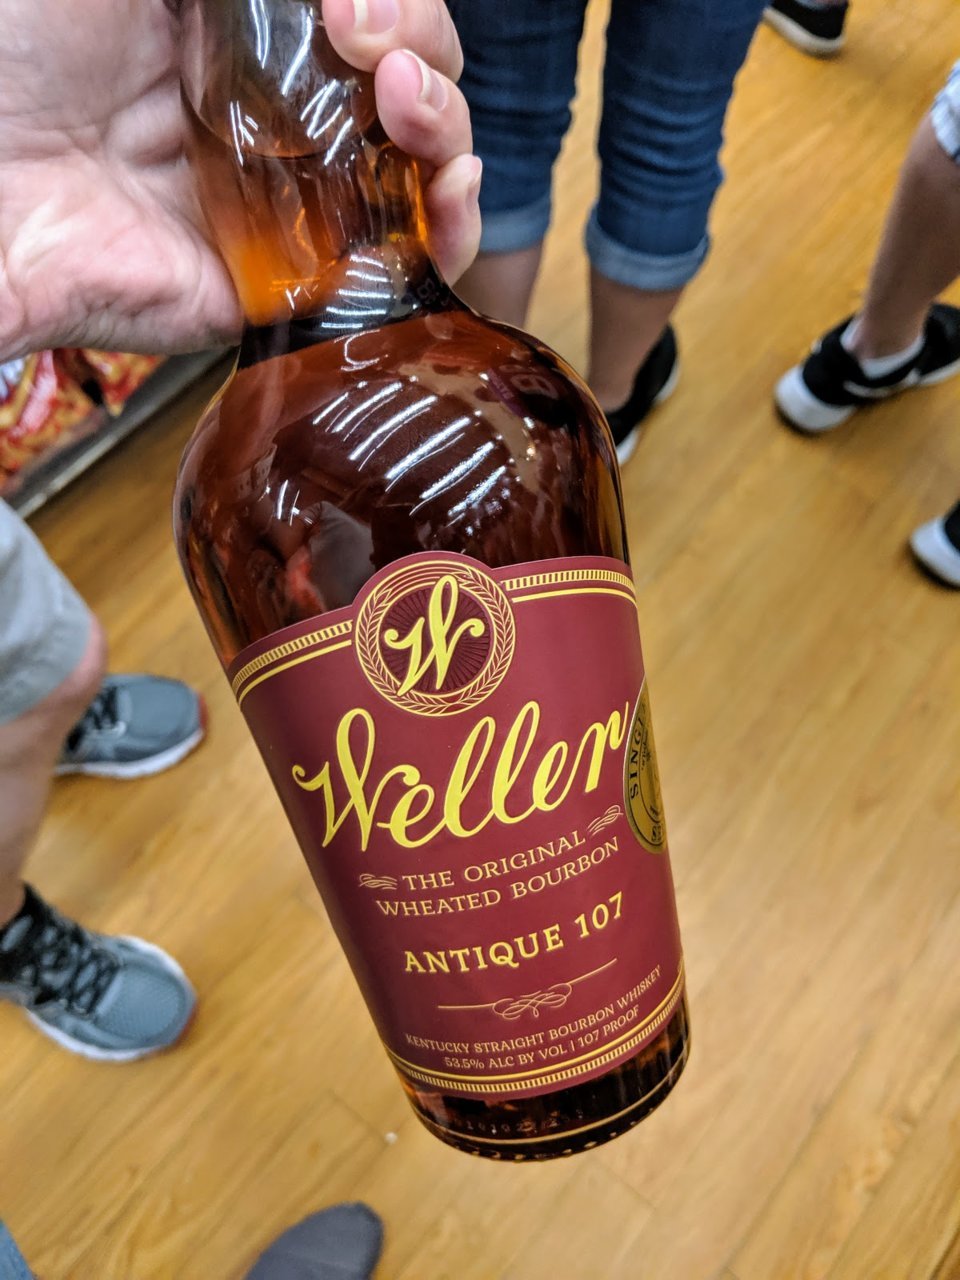 W
Weller
THE ORIGINAL
WHEATED BOURBON
ANTIQUE 107
KENTUCKY STRAIGHT BOURBON WHISKEY
53.5% ALC BY VOL | 107 PROOF